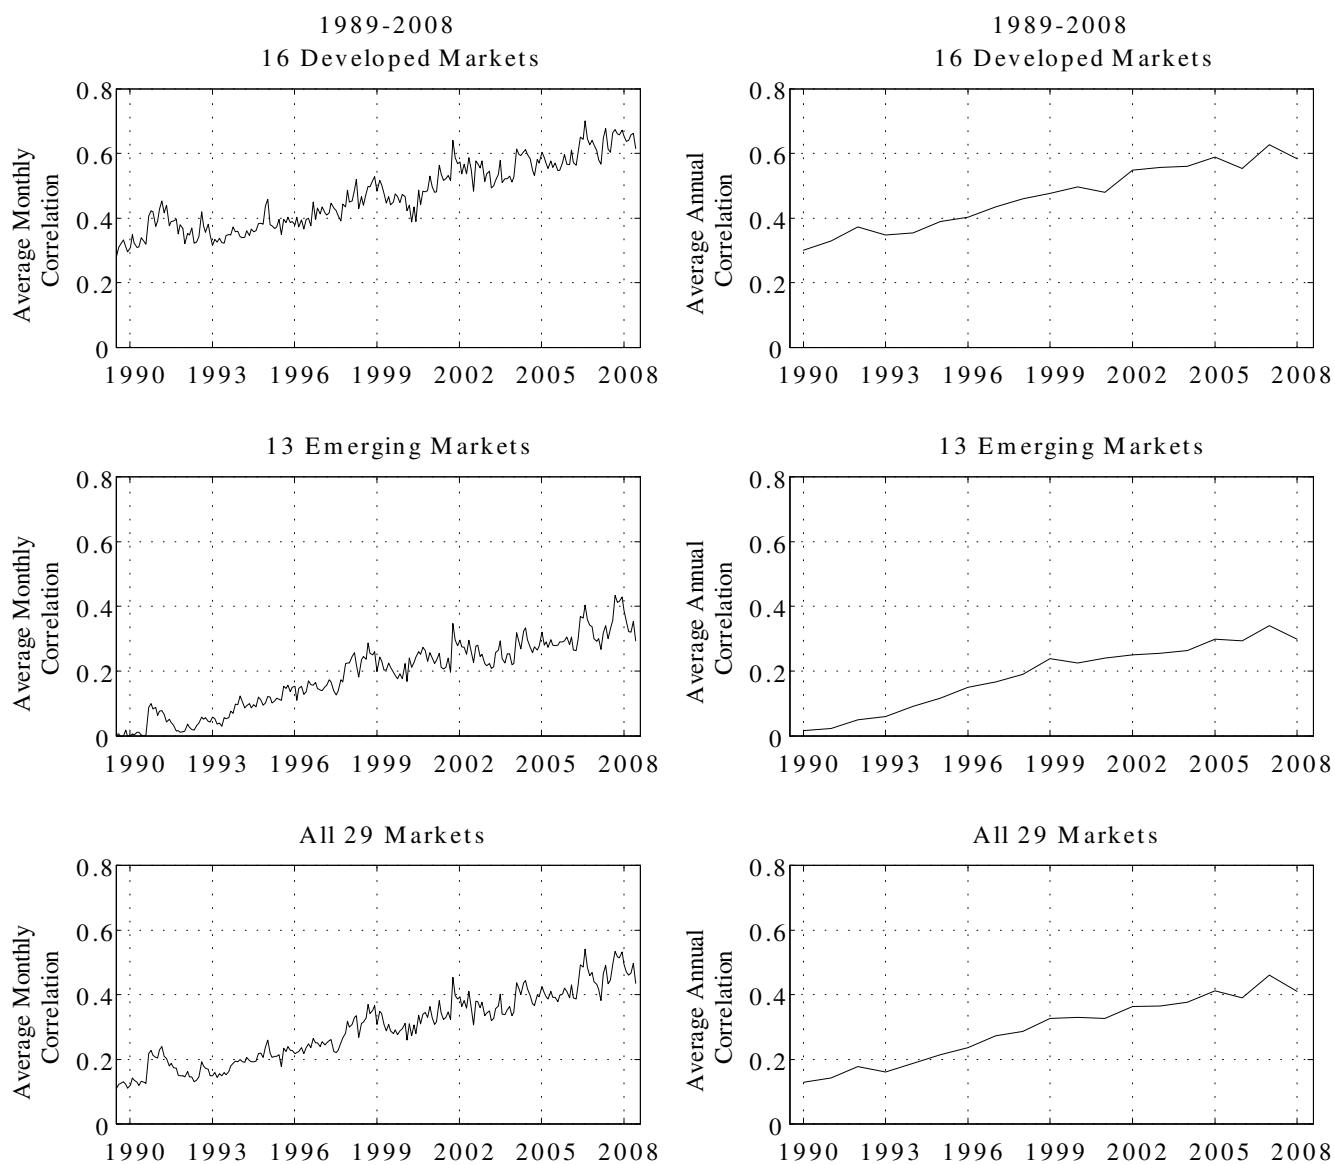 1989-2008
16 Developed Markets
Average Monthly
Correlation
0.8
0.6
0.4
0.2
0
1990 1993 1996 1999 2002 2005 2008
1989-2008
16 Developed Markets
Average Annual
Correlation
0.8
0.6
0.4
0.2
0
1990 1993 1996 1999 2002 2005 2008
13 Emerging Markets
Average Monthly
Correlation
0.8
0.6
0.4
0.2
0
1990 1993 1996 1999 2002 2005 2008
13 Emerging Markets
Average Annual
Correlation
0.8
0.6
0.4
0.2
0
1990 1993 1996 1999 2002 2005 2008
All 29 Markets
Average Monthly
Correlation
0.8
0.6
0.4
0.2
0
1990 1993 1996 1999 2002 2005 2008
All 29 Markets
Average Annual
Correlation
0.8
0.6
0.4
0.2
0
1990 1993 1996 1999 2002 2005 2008